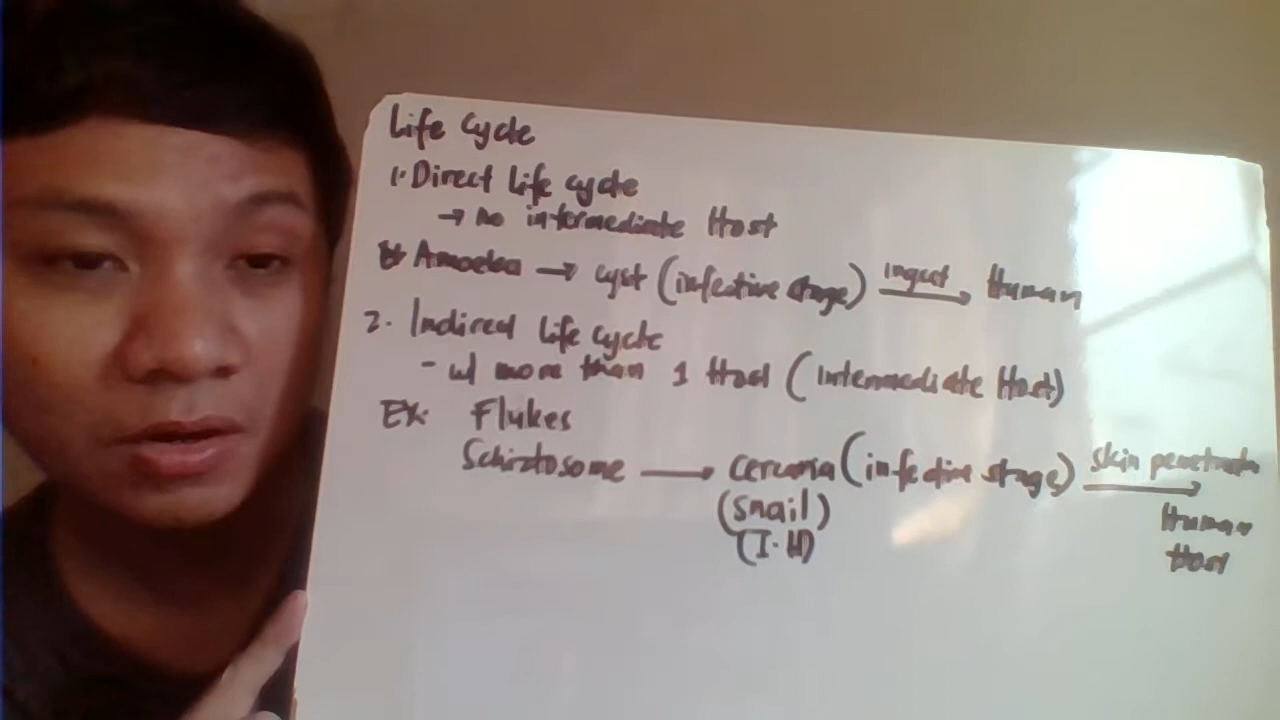 Life Cycle
1. Direct life cycle
→ no intermediate Host
Amoeba → cyst (infective stage) ingest → Human
2. Indirect life cycle
- w/ more than 1 Host (Intermediate Host)
Ex: Flukes
Schistosome → cercaria (infective stage) skin penetration →
(snail) Human
(I.H) Host